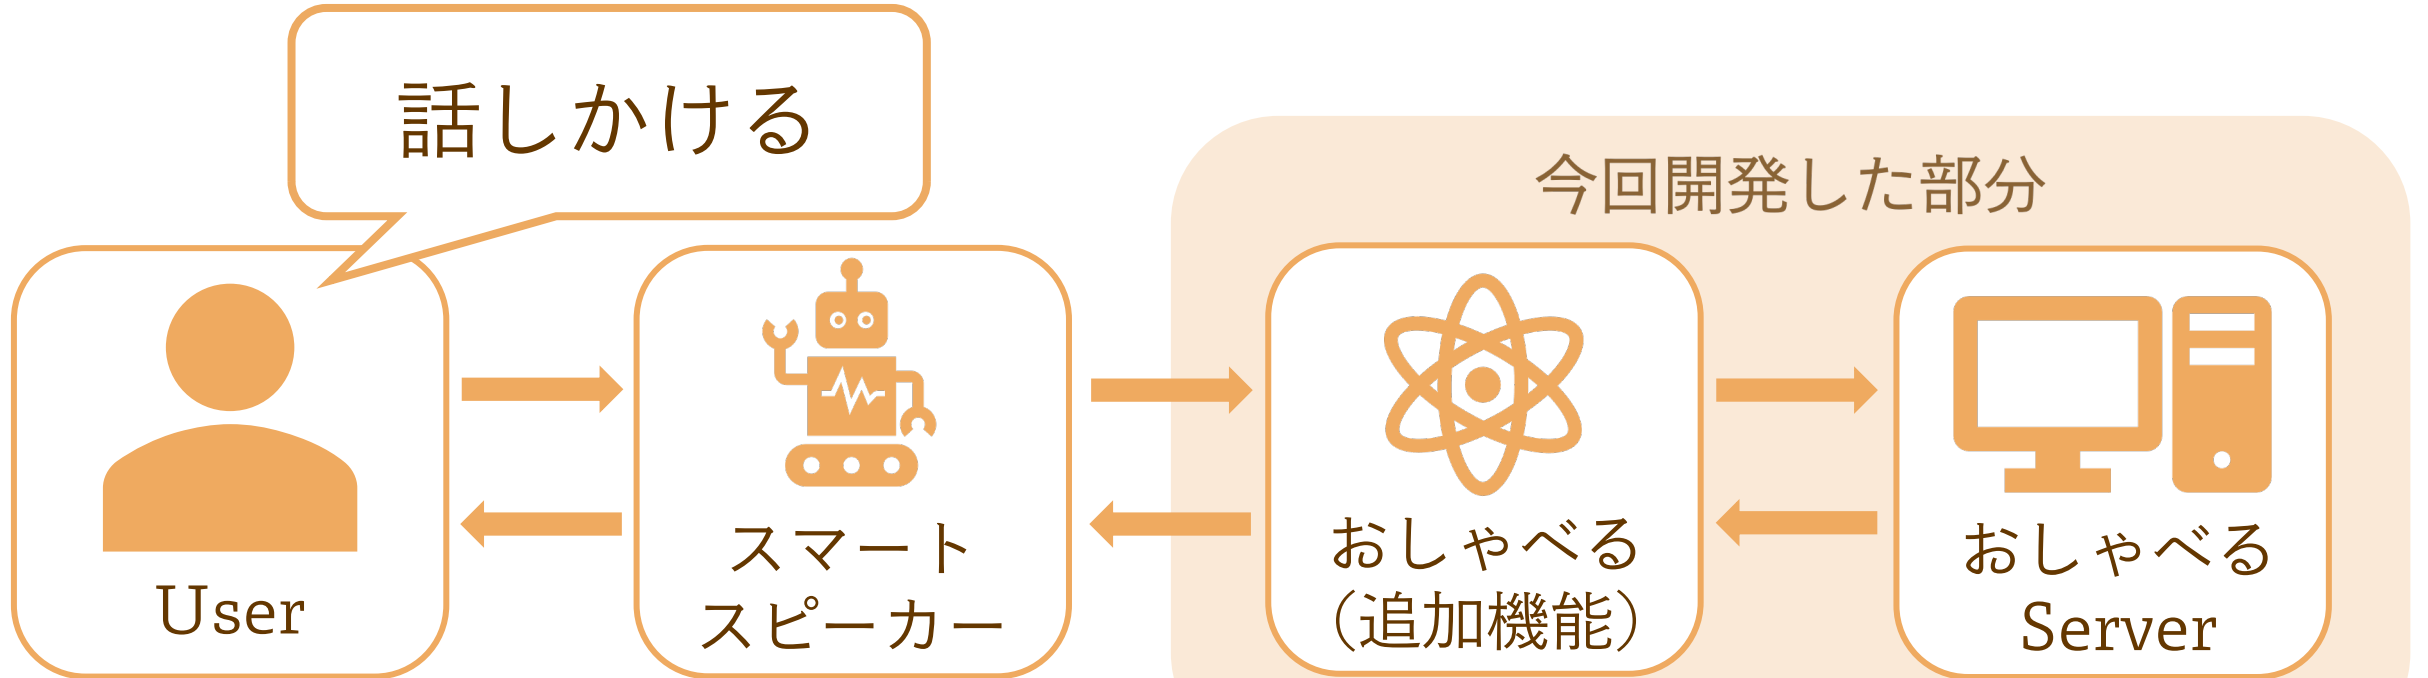 話しかける
今回開発した部分
User
スマート
スピーカー
おしゃべる
（追加機能）
おしゃべる
Server